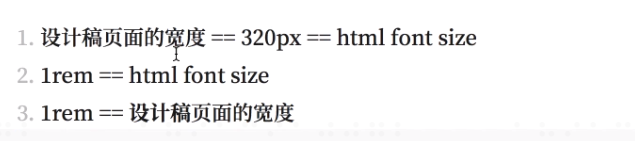 1. 设计稿页面的宽度 == 320px == html font size
2. 1rem == html font size
3. 1rem == 设计稿页面的宽度